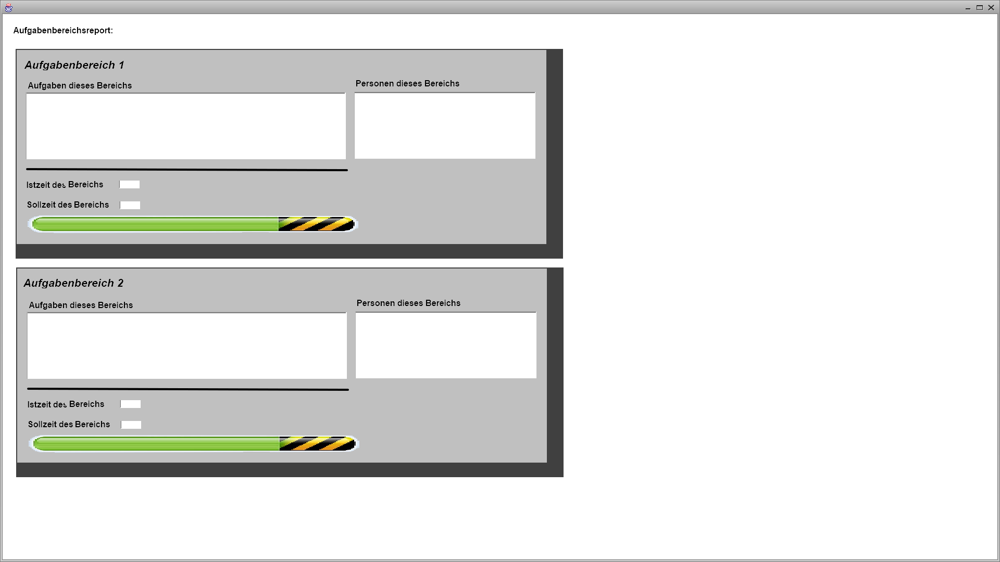 Aufgabenbereichsreport:
Aufgabenbereich 1
Aufgaben dieses Bereichs
Personen dieses Bereichs
Istzeit des Bereichs
Sollzeit des Bereichs
Aufgabenbereich 2
Aufgaben dieses Bereichs
Personen dieses Bereichs
Istzeit des Bereichs
Sollzeit des Bereichs